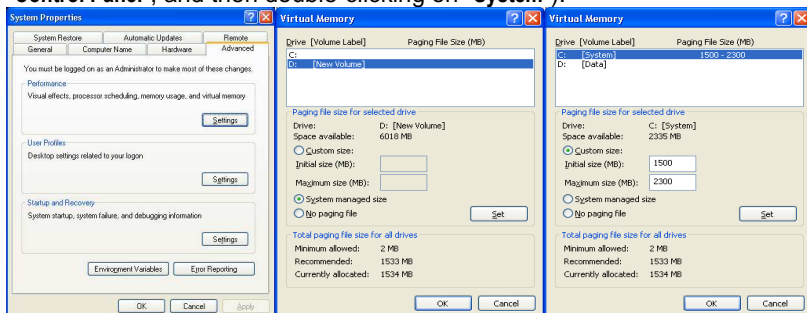 Control Panel", and then double-clicking on "System").
System Properties
System Restore Automatic Updates Remote
General Computer Name Hardware Advanced
You must be logged on as an Administrator to make most of these changes.
Performance
Visual effects, processor scheduling, memory usage, and virtual memory
Settings
User Profiles
Desktop settings related to your logon
Settings
Startup and Recovery
System startup, system failure, and debugging information
Settings
Environment Variables Error Reporting
OK Cancel Apply
Virtual Memory
Drive [Volume Label] Paging File Size (MB)
C:
D: [New Volume]
Paging file size for selected drive
Drive: D: [New Volume]
Space available: 6018 MB
Custom size:
Initial size (MB):
Maximum size (MB):
System managed size
No paging file Set
Total paging file size for all drives
Minimum allowed: 2 MB
Recommended: 1533 MB
Currently allocated: 1534 MB
OK Cancel
Virtual Memory
Drive [Volume Label] Paging File Size (MB)
C: [System] 1500 - 2300
D: [Data]
Paging file size for selected drive
Drive: C: [System]
Space available: 2335 MB
Custom size:
Initial size (MB): 1500
Maximum size (MB): 2300
System managed size
No paging file Set
Total paging file size for all drives
Minimum allowed: 2 MB
Recommended: 1533 MB
Currently allocated: 1534 MB
OK Cancel